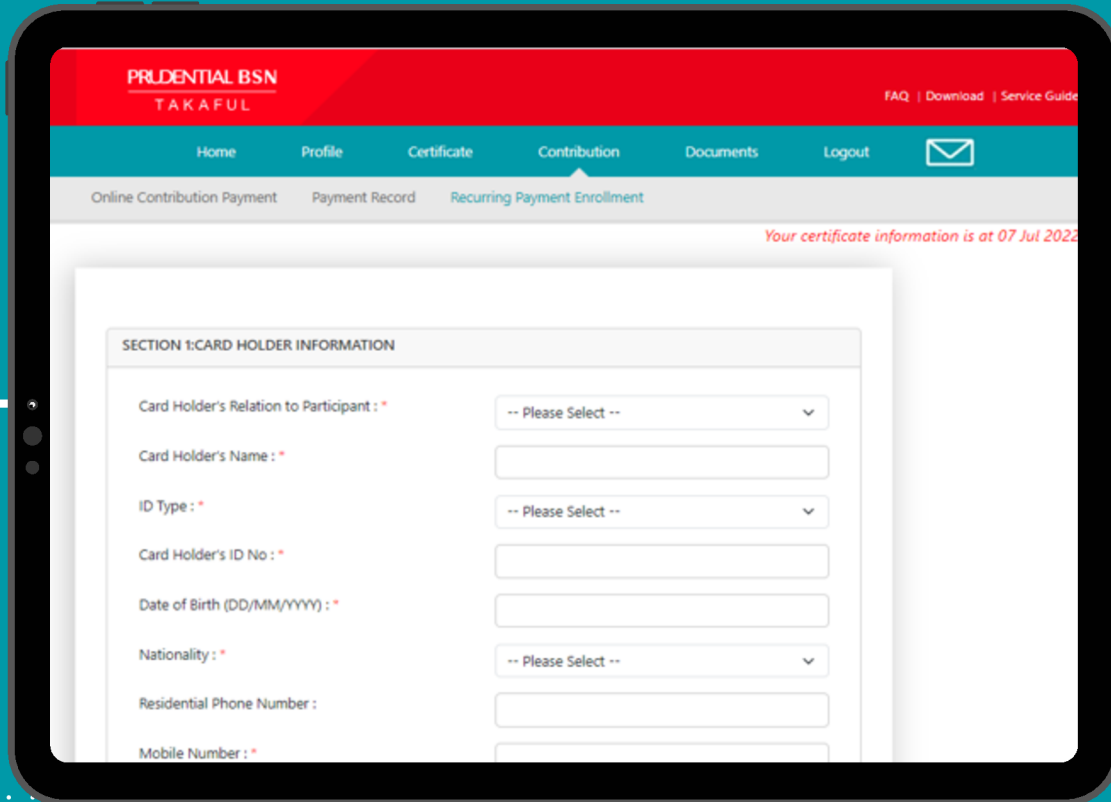 PRUDENTIAL BSN
TAKAFUL
FAQ | Download | Service Guide
Home Profile Certificate Contribution Documents Logout
Online Contribution Payment Payment Record Recurring Payment Enrollment
Your certificate information is at 07 Jul 2022
SECTION 1:CARD HOLDER INFORMATION
Card Holder's Relation to Participant : * -- Please Select --
Card Holder's Name : *
ID Type : * -- Please Select --
Card Holder's ID No : *
Date of Birth (DD/MM/YYYY) : *
Nationality : * -- Please Select --
Residential Phone Number :
Mobile Number : *